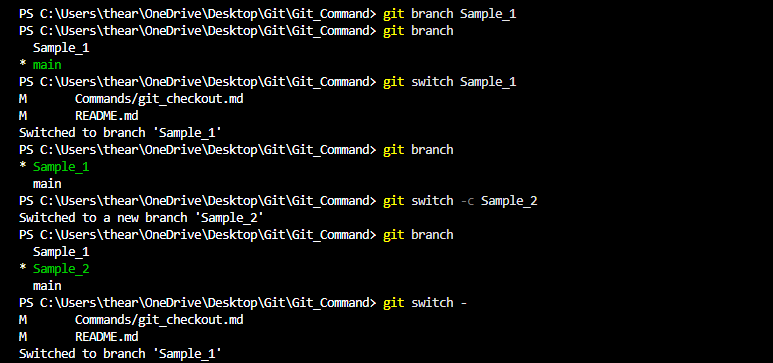 PS C:\Users\thear\OneDrive\Desktop\Git\Git_Command> git branch Sample_1
PS C:\Users\thear\OneDrive\Desktop\Git\Git_Command> git branch
  Sample_1
* main
PS C:\Users\thear\OneDrive\Desktop\Git\Git_Command> git switch Sample_1
M       Commands/git_checkout.md
M       README.md
Switched to branch 'Sample_1'
PS C:\Users\thear\OneDrive\Desktop\Git\Git_Command> git branch
* Sample_1
  main
PS C:\Users\thear\OneDrive\Desktop\Git\Git_Command> git switch -c Sample_2
Switched to a new branch 'Sample_2'
PS C:\Users\thear\OneDrive\Desktop\Git\Git_Command> git branch
  Sample_1
* Sample_2
  main
PS C:\Users\thear\OneDrive\Desktop\Git\Git_Command> git switch -
M       Commands/git_checkout.md
M       README.md
Switched to branch 'Sample_1'